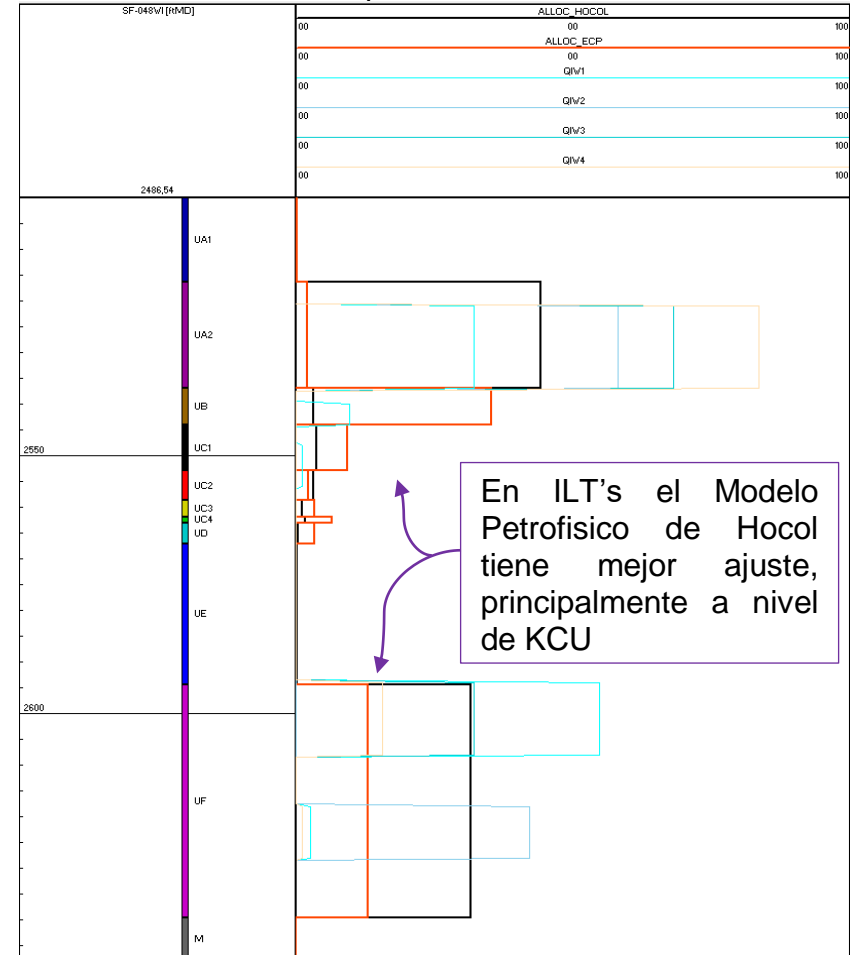 SF-048WI [ftMD]
ALLOC_HOCOL
00 00 100
ALLOC_ECP
00 00 100
QIW1
00 100
QIW2
00 100
QIW3
00 100
QIW4
00 100
2486,54
UA1
UA2
UB
UC1
2550
UC2
UC3
UC4
UD
UE
2600
UF
M
En ILT's el Modelo
Petrofisico de Hocol
tiene mejor ajuste,
principalmente a nivel
de KCU